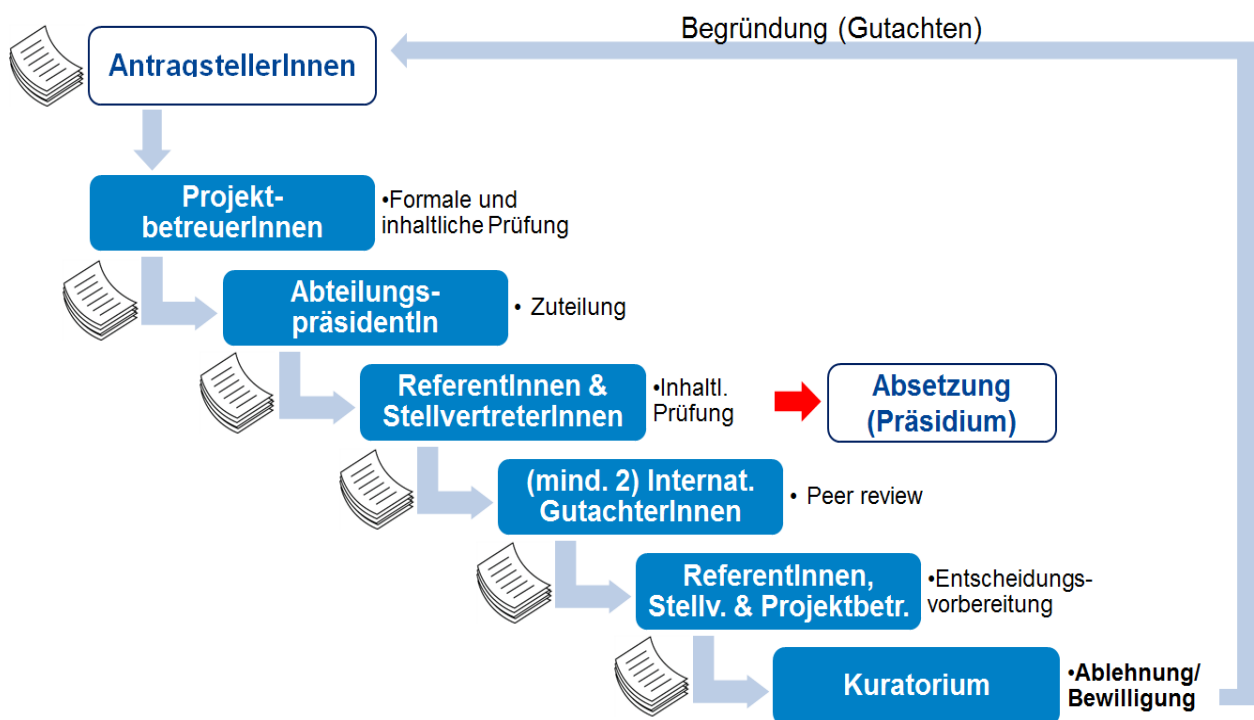 Begründung (Gutachten)
AntragstellerInnen
Projekt-
betreuerInnen
•Formale und
inhaltliche Prüfung
Abteilungs-
präsidentIn
• Zuteilung
ReferentInnen &
StellvertreterInnen
•Inhaltl.
Prüfung
Absetzung
(Präsidium)
(mind. 2) Internat.
GutachterInnen
• Peer review
ReferentInnen,
Stellv. & Projektbetr.
•Entscheidungs-
vorbereitung
Kuratorium
•Ablehnung/
Bewilligung